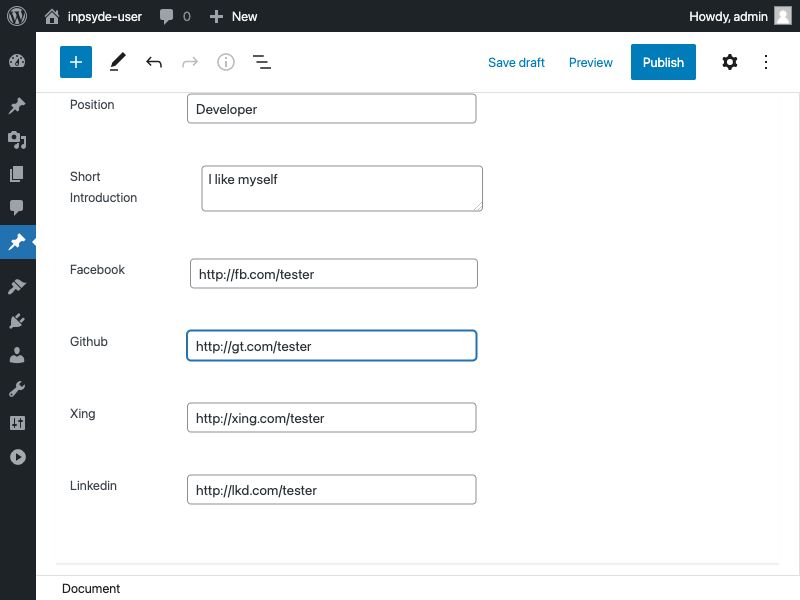 inpsyde-user 0 New Howdy, admin
Save draft Preview Publish
Position Developer
Short Introduction I like myself
Facebook http://fb.com/tester
Github http://gt.com/tester
Xing http://xing.com/tester
Linkedin http://lkd.com/tester
Document